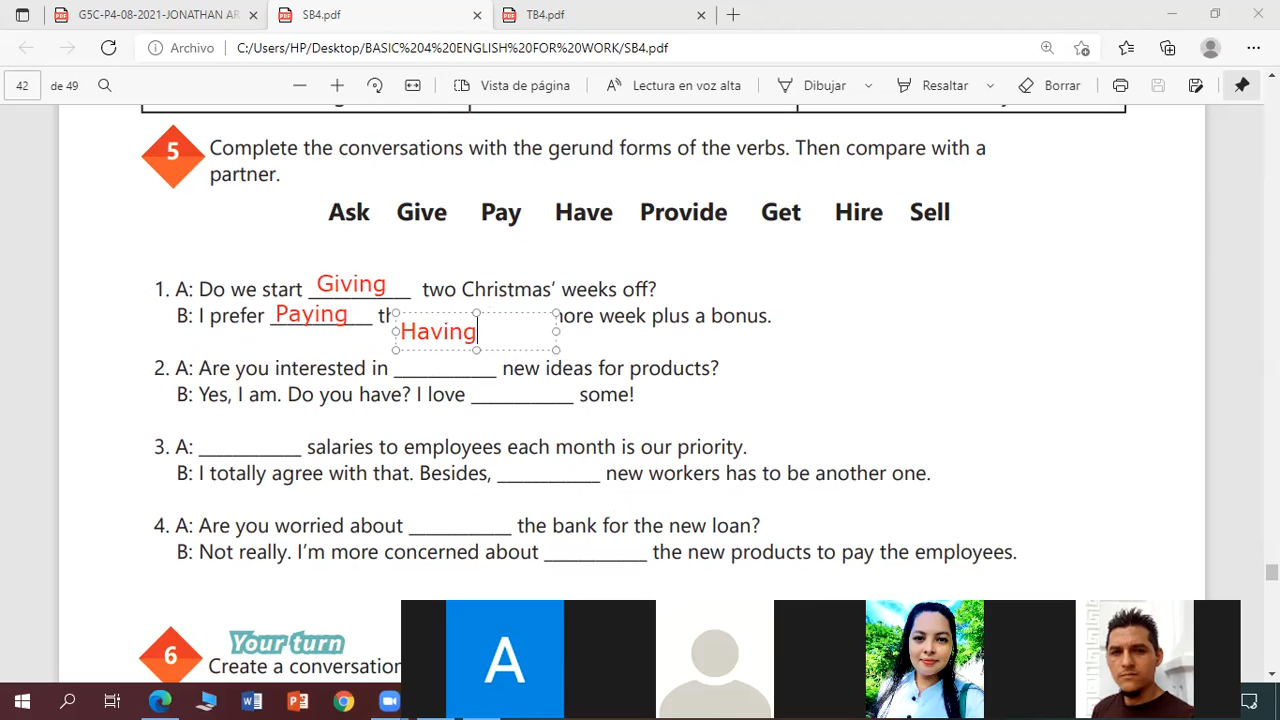 G5C-P4-08-2021-JONATHAN AR
SB4.pdf
TB4.pdf
Archivo
C:/Users/HP/Desktop/BASIC%204%20ENGLISH%20FOR%20WORK/SB4.pdf
42 de 49
Vista de página
Lectura en voz alta
Dibujar
Resaltar
Borrar
5 Complete the conversations with the gerund forms of the verbs. Then compare with a
partner.
Ask Give Pay Have Provide Get Hire Sell
1. A: Do we start Giving two Christmas‘ weeks off?
B: I prefer Paying Having more week plus a bonus.
2. A: Are you interested in ___________ new ideas for products?
B: Yes, I am. Do you have? I love ___________ some!
3. A: ___________ salaries to employees each month is our priority.
B: I totally agree with that. Besides, ___________ new workers has to be another one.
4. A: Are you worried about ___________ the bank for the new loan?
B: Not really. I’m more concerned about ___________ the new products to pay the employees.
6 Your turn
Create a conversation
A